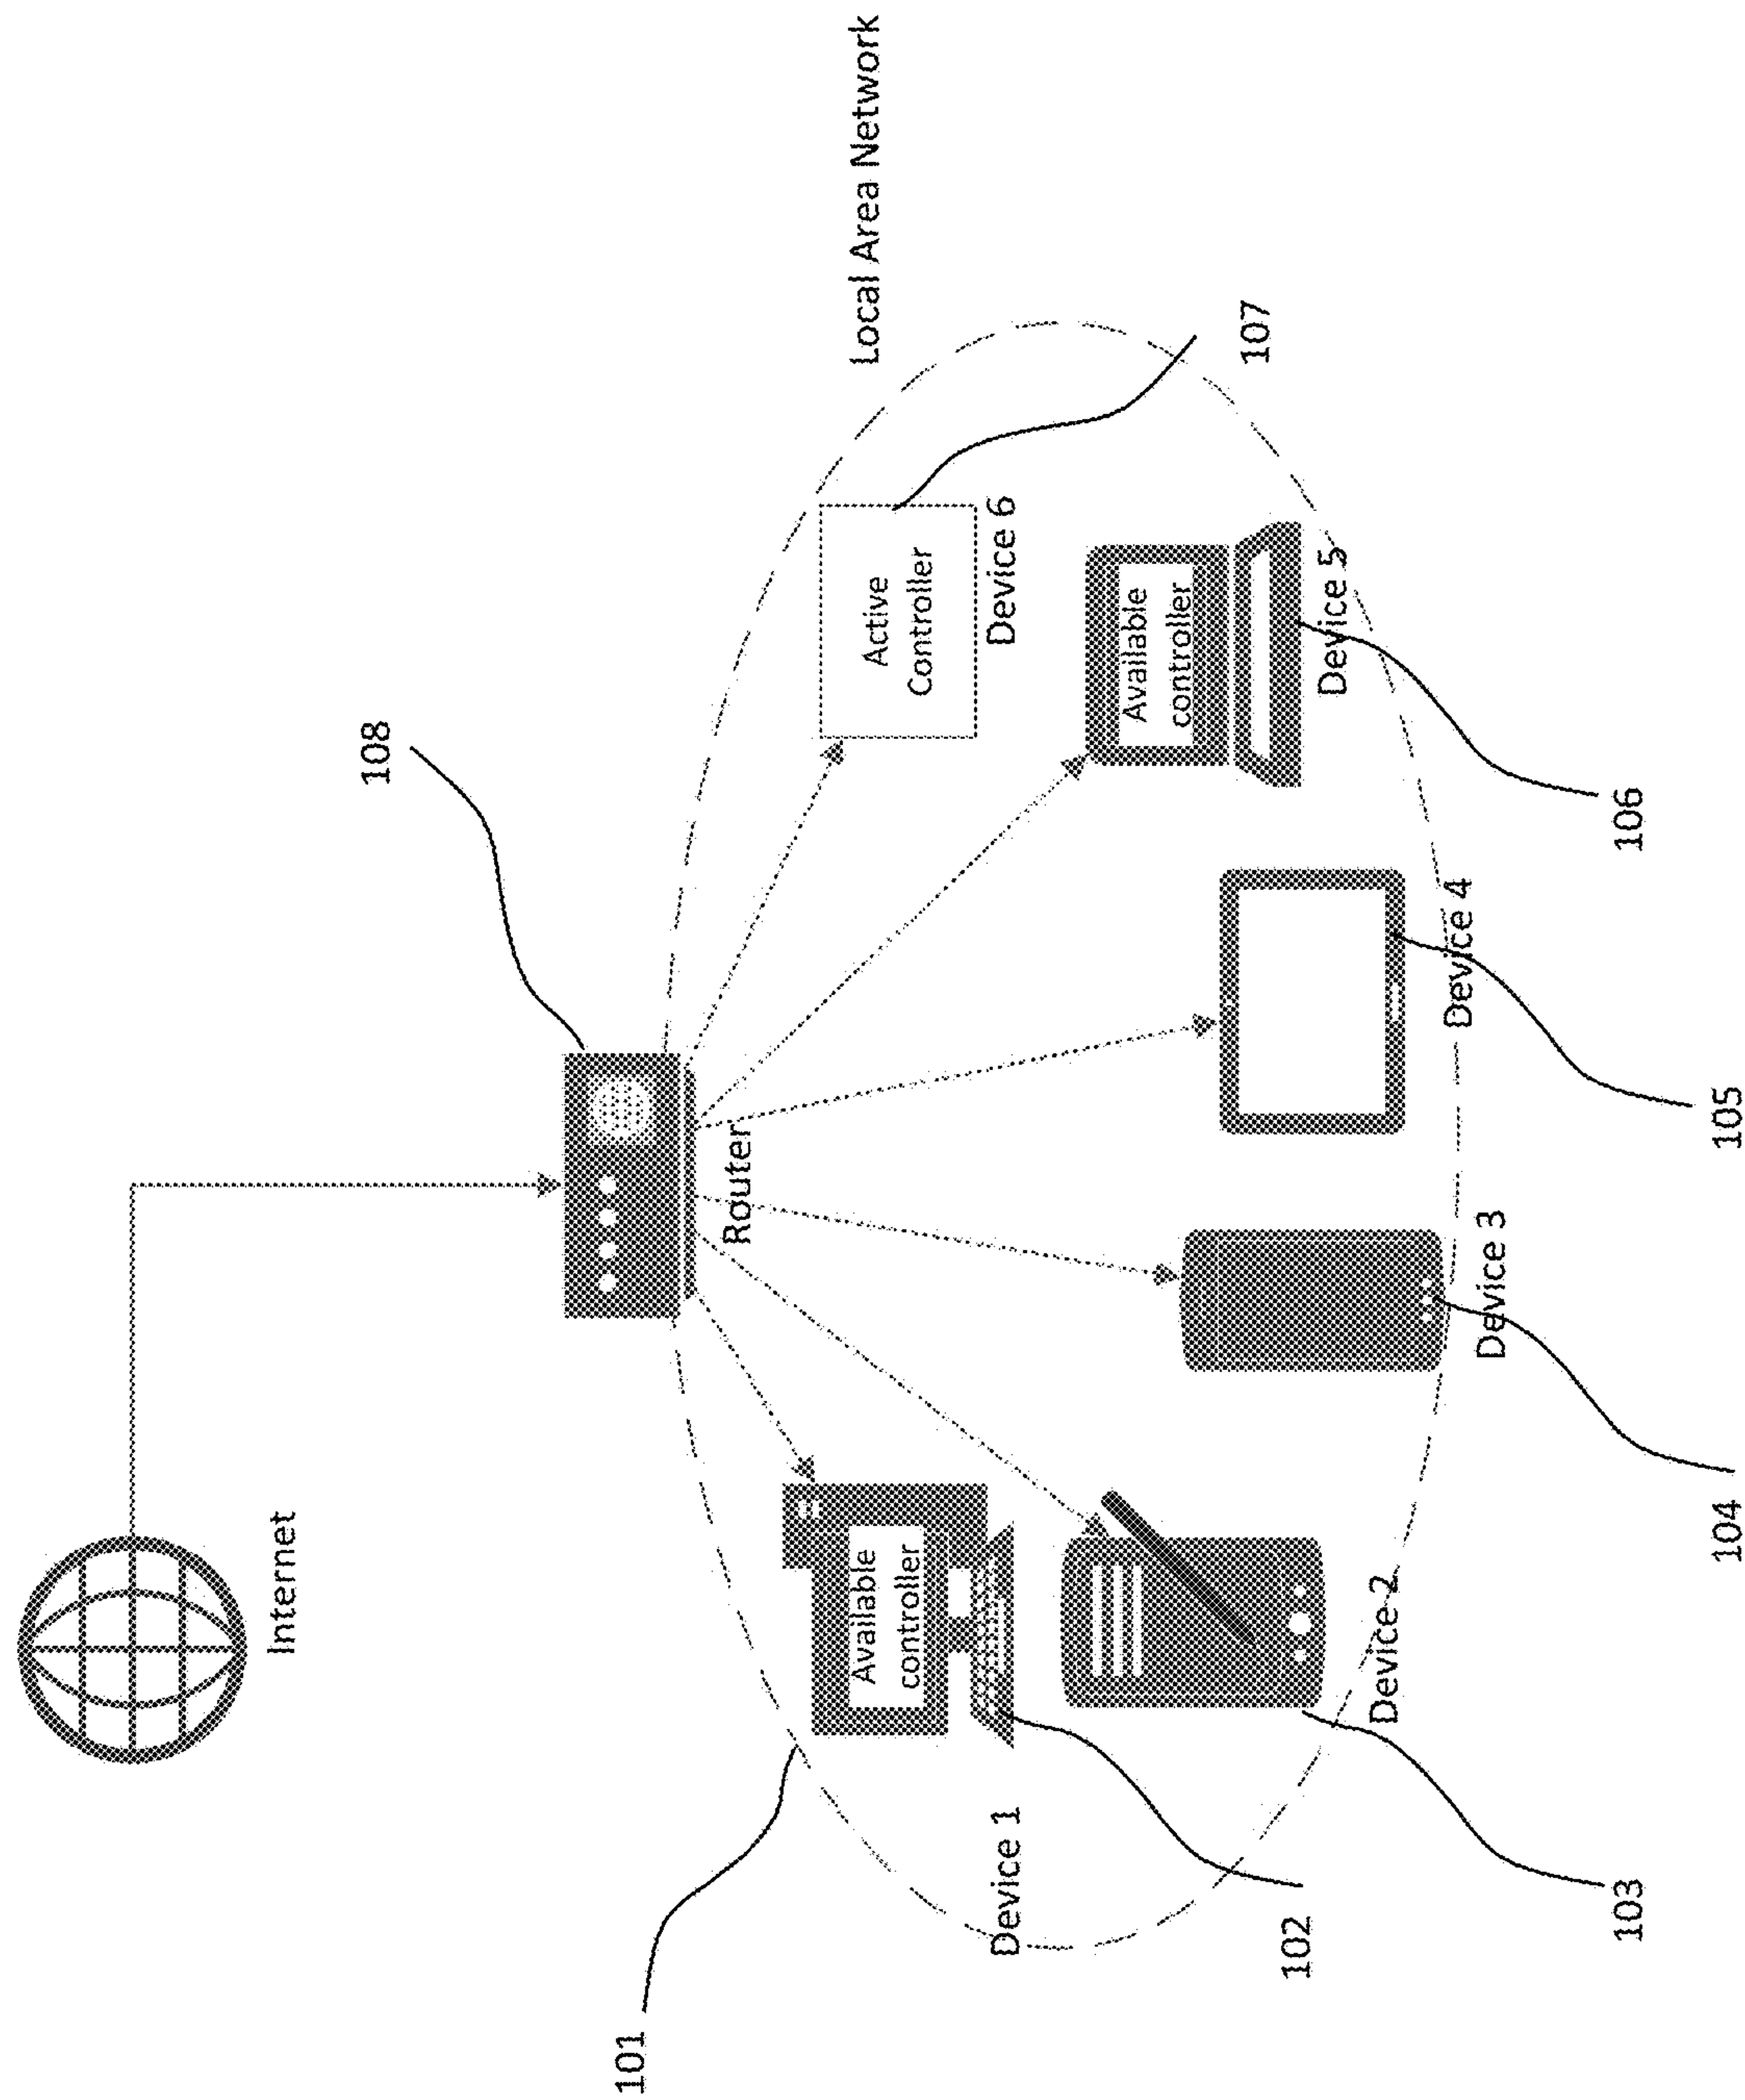 Internet
108
Router
Local Area Network
101
Available
controller
Device 1
102
Device 2
103
Device 3
104
Device 4
105
Available
controller
Device 5
106
Active
Controller
Device 6
107